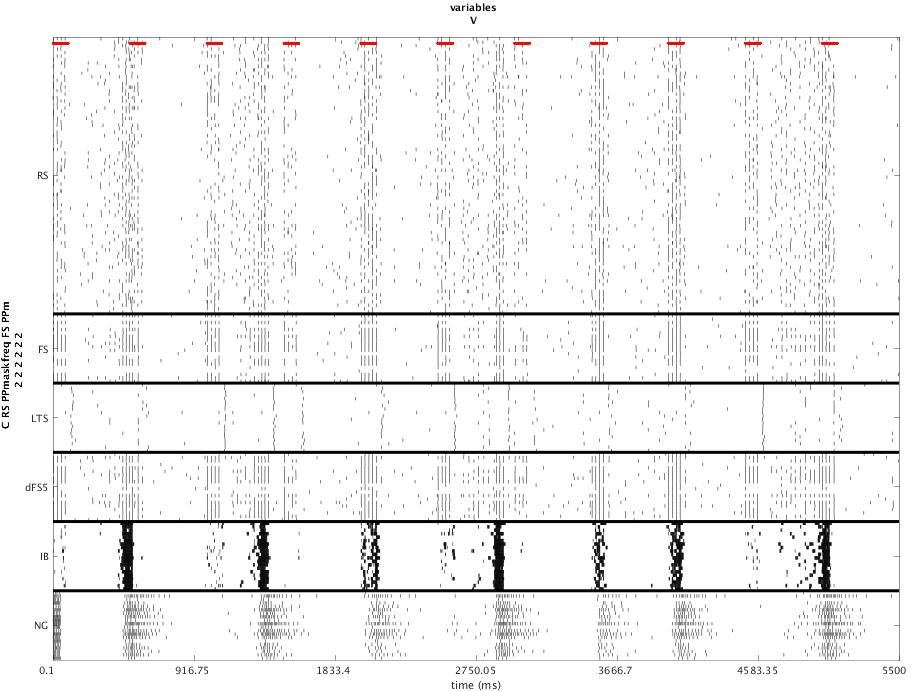 variables
V
C RS PPmaskfreq FS PPm
2 2 2 2 2 2
RS
FS
LTS
dFS5
IB
NG
0.1 916.75 1833.4 2750.05 3666.7 4583.35 5500
time (ms)